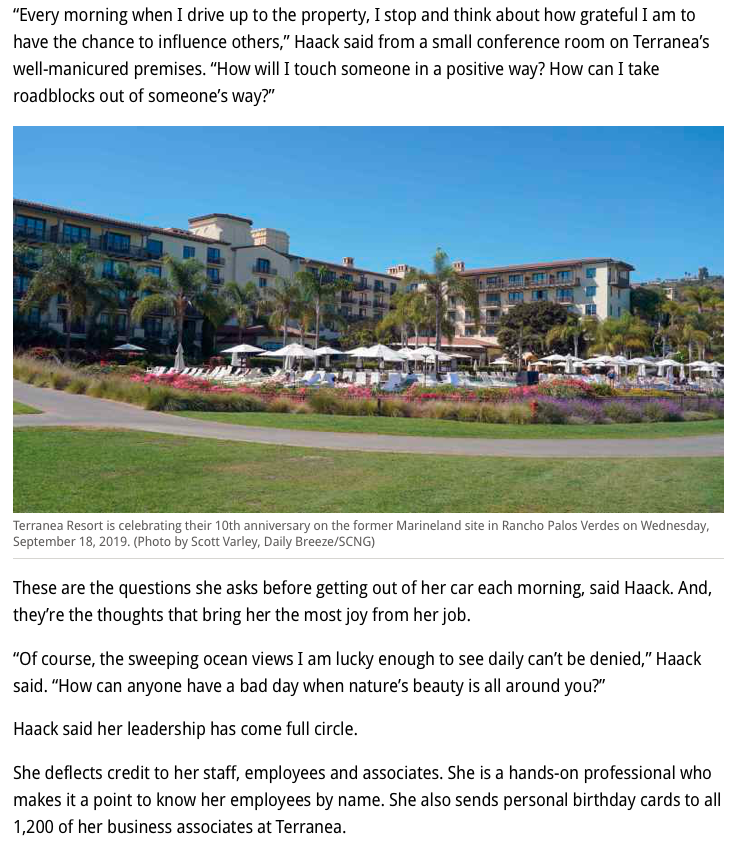 “Every morning when I drive up to the property, I stop and think about how grateful I am to
have the chance to influence others,” Haack said from a small conference room on Terranea’s
well-manicured premises. “How will I touch someone in a positive way? How can I take
roadblocks out of someone’s way?”
Terranea Resort is celebrating their 10th anniversary on the former Marineland site in Rancho Palos Verdes on Wednesday,
September 18, 2019. (Photo by Scott Varley, Daily Breeze/SCNG)
These are the questions she asks before getting out of her car each morning, said Haack. And,
they’re the thoughts that bring her the most joy from her job.
“Of course, the sweeping ocean views I am lucky enough to see daily can’t be denied,” Haack
said. “How can anyone have a bad day when nature’s beauty is all around you?”
Haack said her leadership has come full circle.
She deflects credit to her staff, employees and associates. She is a hands-on professional who
makes it a point to know her employees by name. She also sends personal birthday cards to all
1,200 of her business associates at Terranea.